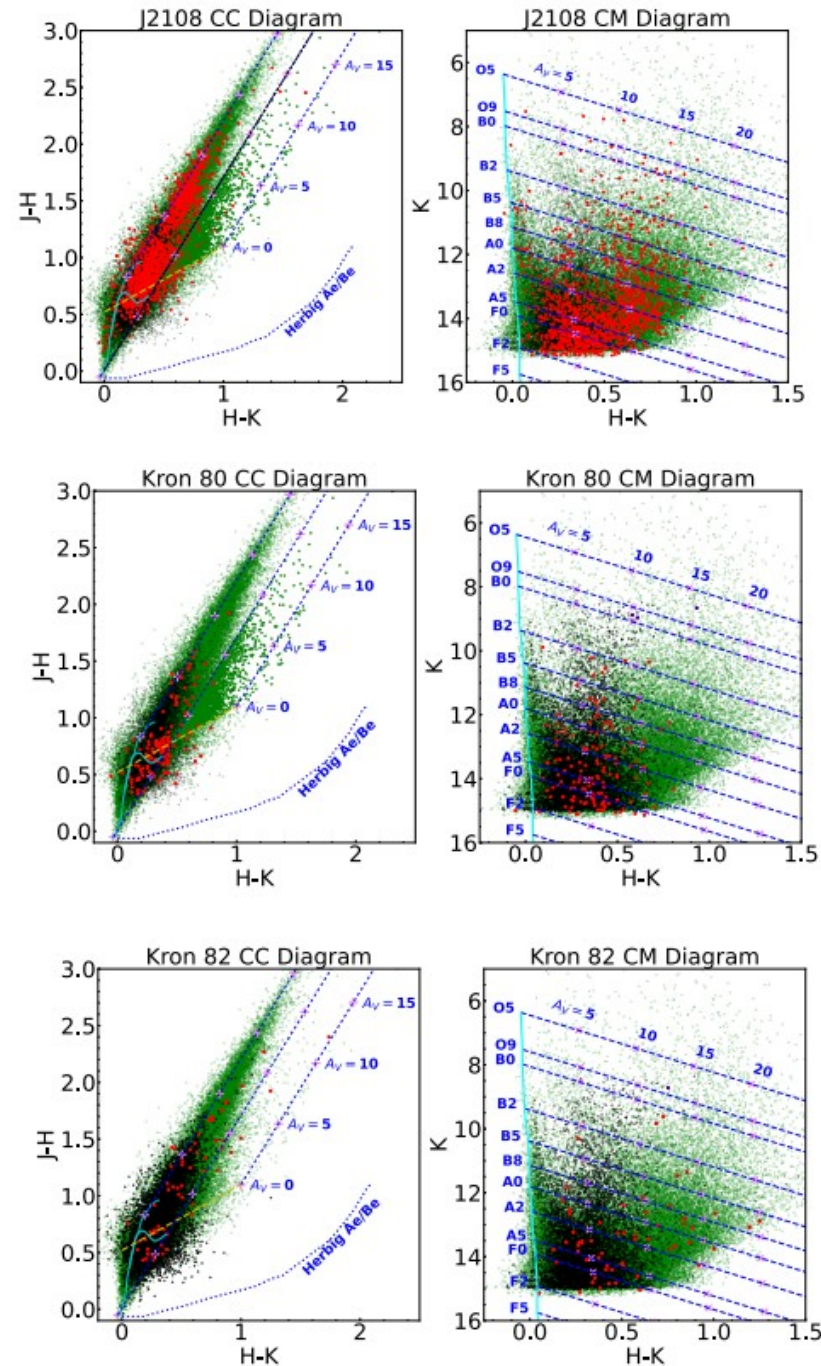 J2108 CC Diagram
3.0
2.5
2.0
1.5
1.0
0.5
0.0
J-H
A_V = 15
A_V = 10
A_V = 5
A_V = 0
Herbig Ae/Be
0
1
2
H-K
J2108 CM Diagram
6
8
10
12
14
16
K
O5
O9
B0
B2
B5
B8
A0
A2
A5
F0
F2
F5
A_V = 5
10
15
20
0.0
0.5
1.0
1.5
H-K
Kron 80 CC Diagram
3.0
2.5
2.0
1.5
1.0
0.5
0.0
J-H
A_V = 15
A_V = 10
A_V = 5
A_V = 0
Herbig Ae/Be
0
1
2
H-K
Kron 80 CM Diagram
6
8
10
12
14
16
K
O5
O9
B0
B2
B5
B8
A0
A2
A5
F0
F2
F5
A_V = 5
10
15
20
0.0
0.5
1.0
1.5
H-K
Kron 82 CC Diagram
3.0
2.5
2.0
1.5
1.0
0.5
0.0
J-H
A_V = 15
A_V = 10
A_V = 5
A_V = 0
Herbig Ae/Be
0
1
2
H-K
Kron 82 CM Diagram
6
8
10
12
14
16
K
O5
O9
B0
B2
B5
B8
A0
A2
A5
F0
F2
F5
A_V = 5
10
15
20
0.0
0.5
1.0
1.5
H-K